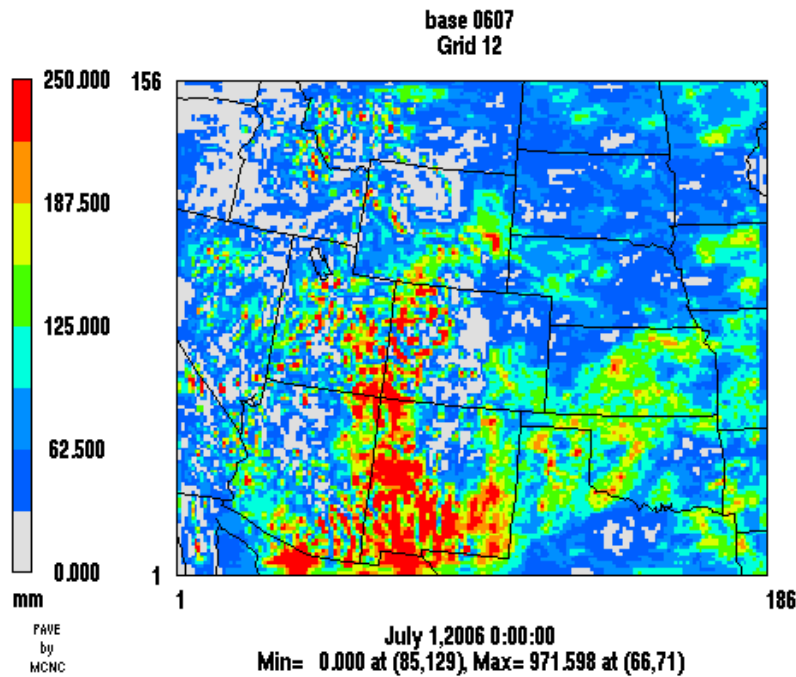 base 0607
Grid 12
250.000
187.500
125.000
62.500
0.000
mm
PAVE
by
MCNC
156
1
1
186
July 1,2006 0:00:00
Min= 0.000 at (85,129), Max= 971.598 at (66,71)